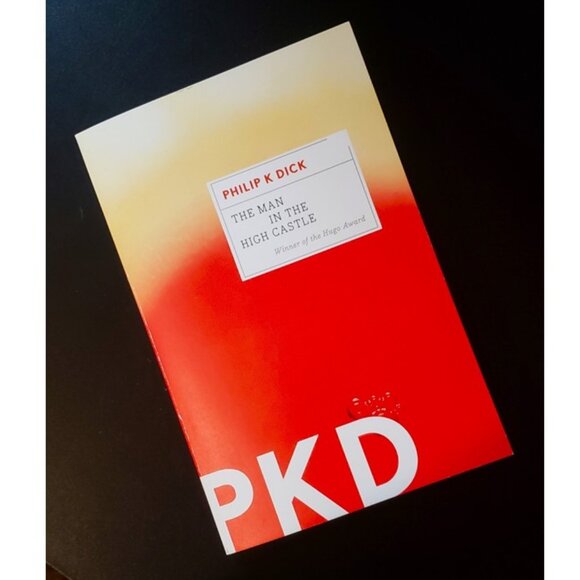 PHILIP K DICK
THE MAN
IN THE
HIGH CASTLE
Winner of the Hugo Award
PKD